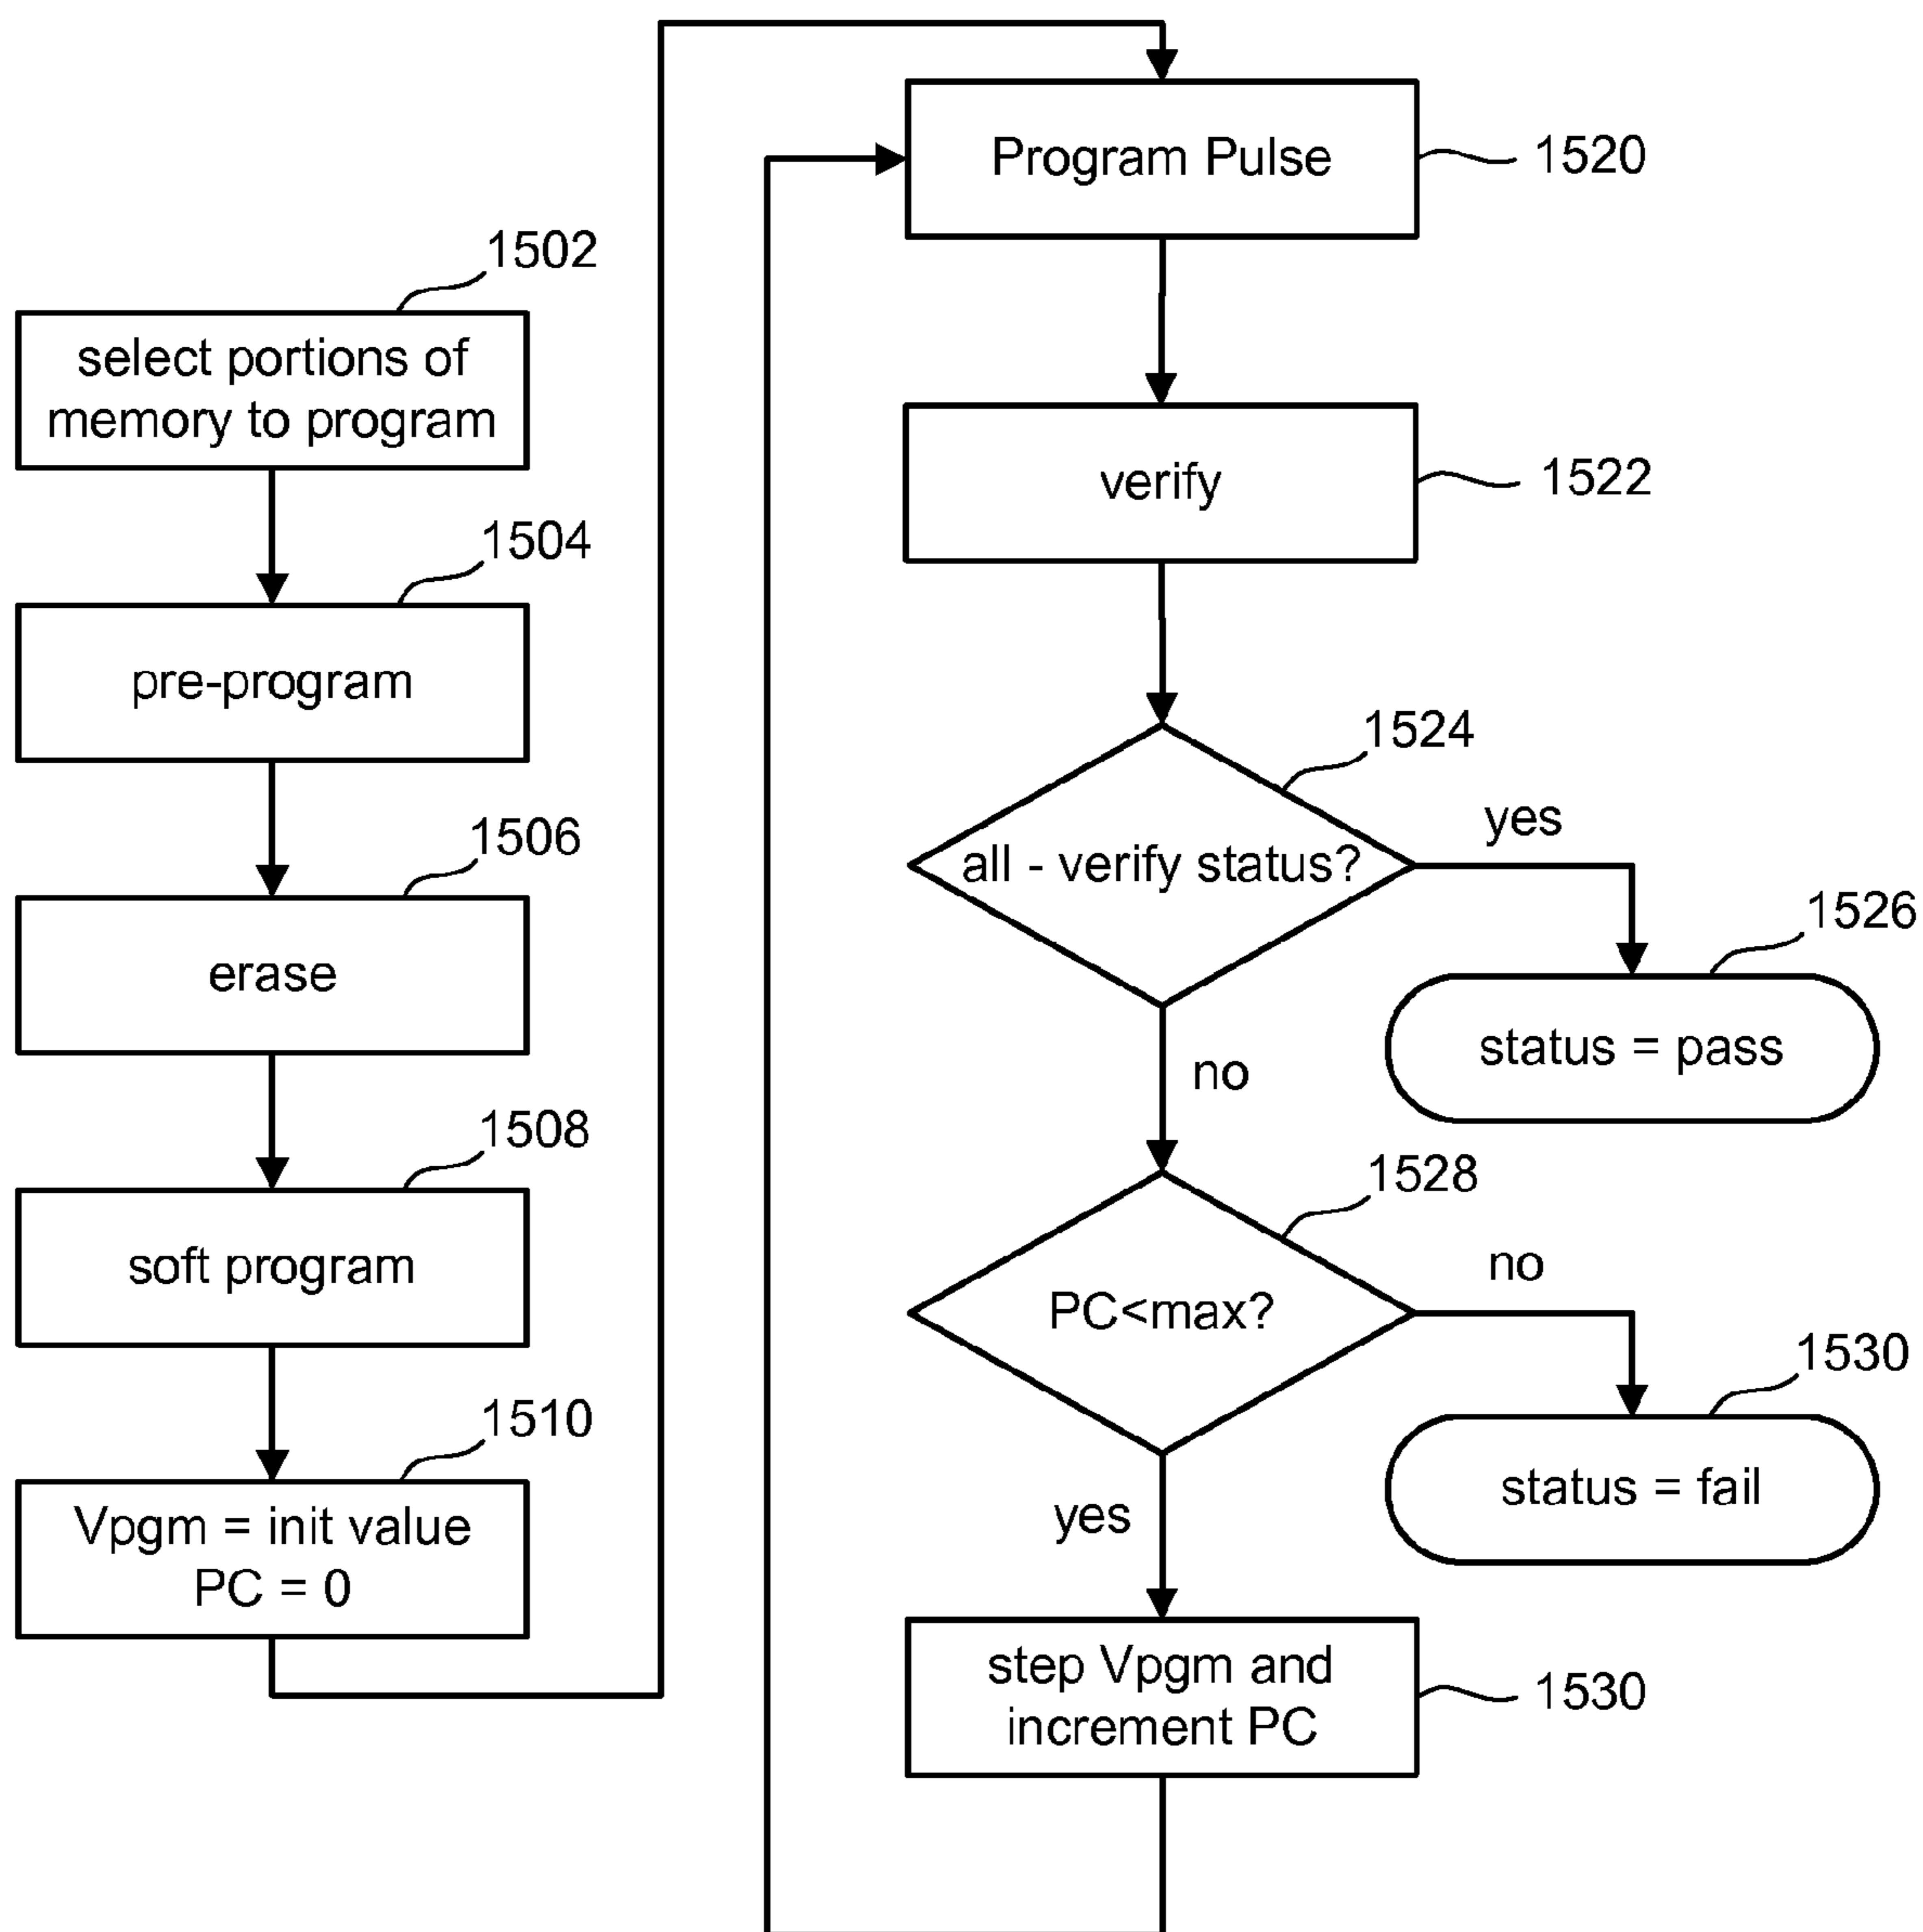 1502
select portions of
memory to program
1504
pre-program
1506
erase
1508
soft program
1510
Vpgm = init value
PC = 0
Program Pulse
1520
verify
1522
1524
all - verify status?
yes
1526
status = pass
no
1528
PC<max?
no
1530
status = fail
yes
step Vpgm and
increment PC
1530